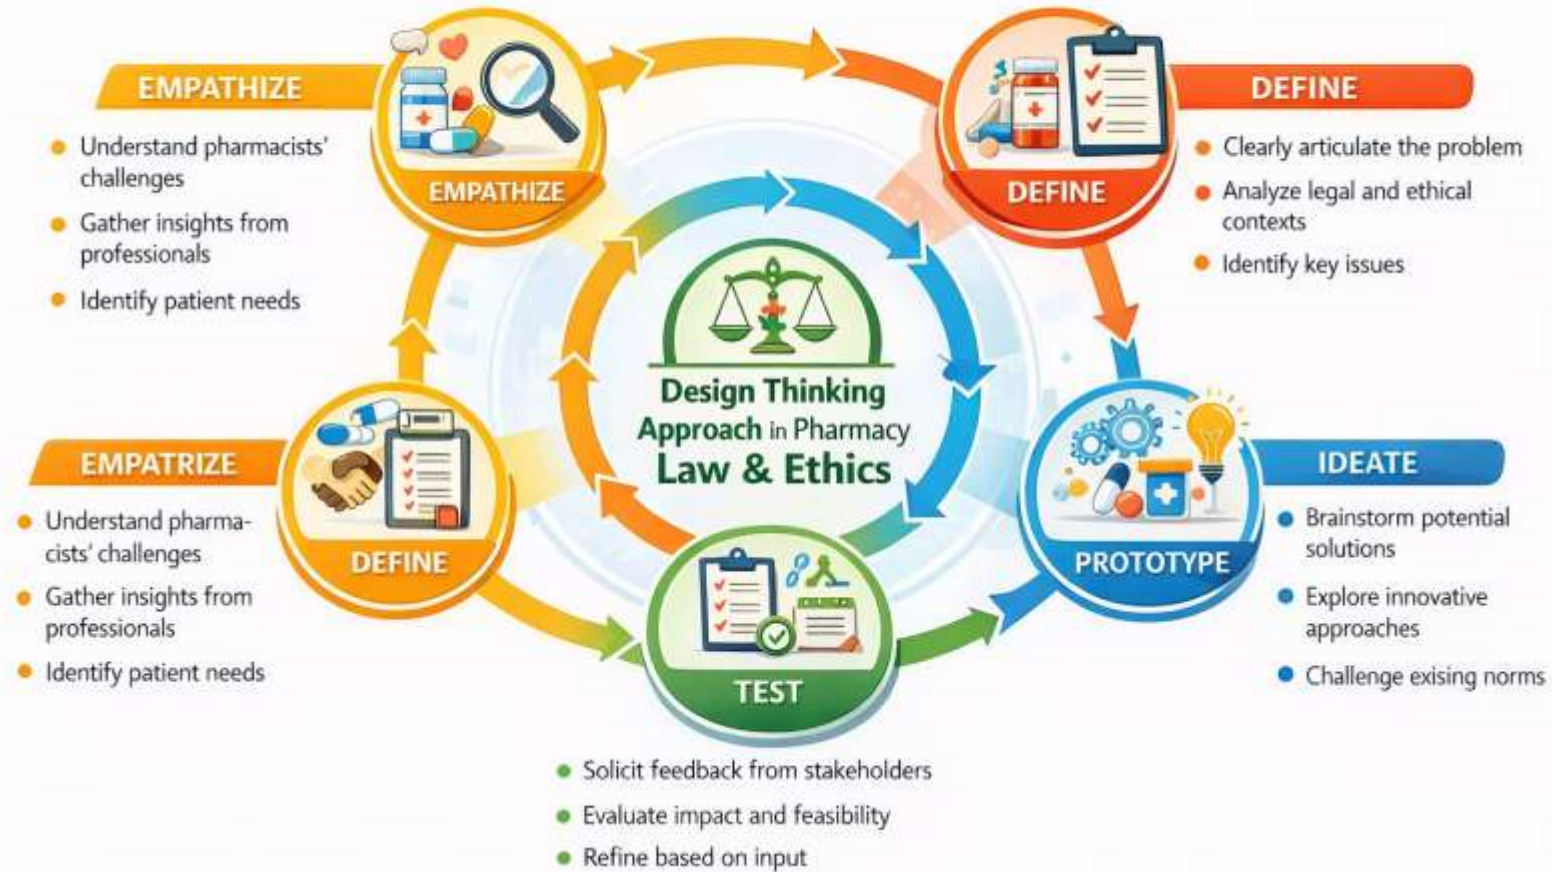 EMPATHIZE
Understand pharmacists'
challenges
Gather insights from
professionals
Identify patient needs
EMPATHIZE
DEFINE
DEFINE
Clearly articulate the problem
Analyze legal and ethical
contexts
Identify key issues
Design Thinking
Approach in Pharmacy
Law & Ethics
EMPATRIZE
Understand pharma-
cists' challenges
Gather insights from
professionals
Identify patient needs
DEFINE
PROTOTYPE
IDEATE
Brainstorm potential
solutions
Explore innovative
approaches
Challenge exising norms
TEST
Solicit feedback from stakeholders
Evaluate impact and feasibility
Refine based on input